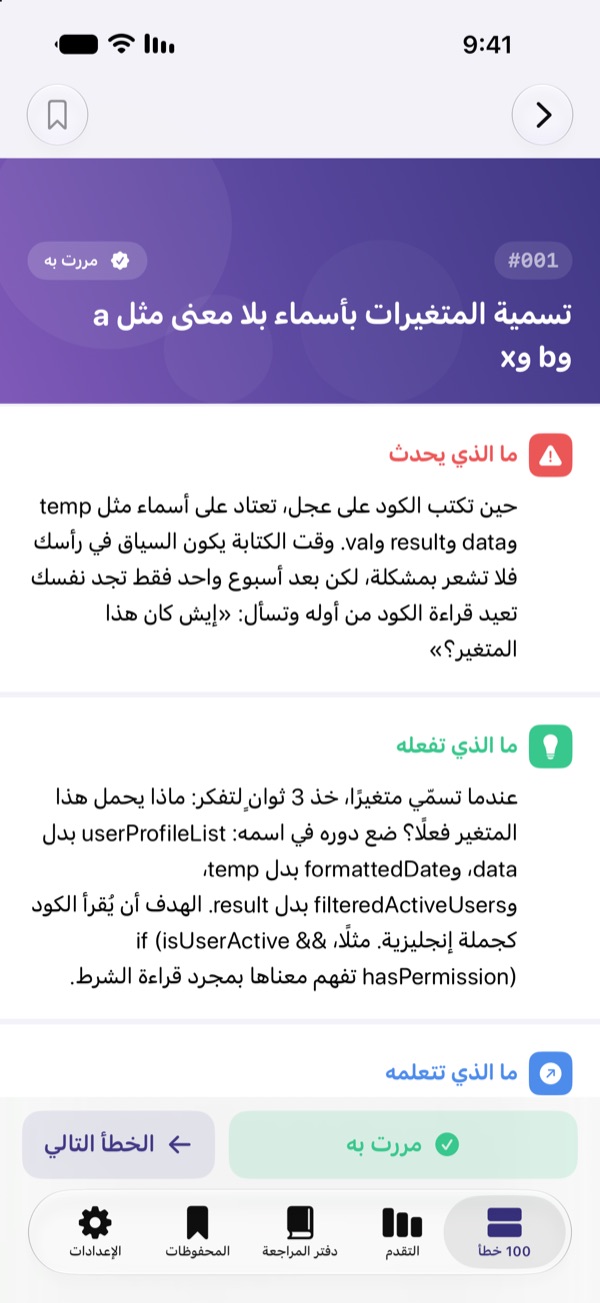 9:41
#001
مررت به
تسمية المتغيرات بأسماء بلا معنى مثل a
وb وx
ما الذي يحدث
حين تكتب الكود على عجل، تعتاد على أسماء مثل temp
وdata وresult وval. وقت الكتابة يكون السياق في رأسك
فلا تشعر بمشكلة، لكن بعد أسبوع واحد فقط تجد نفسك
تعيد قراءة الكود من أوله وتسأل: «إيش كان هذا
المتغير؟»
ما الذي تفعله
عندما تسمّي متغيرًا، خذ 3 ثوانٍ لتفكر: ماذا يحمل هذا
المتغير فعلًا؟ ضع دوره في اسمه: userProfileList بدل
data، وformattedDate بدل temp،
وfilteredActiveUsers بدل result. الهدف أن يُقرأ الكود
كجملة إنجليزية. مثلًا، if (isUserActive &&
hasPermission) تفهم معناها بمجرد قراءة الشرط.
ما الذي تتعلمه
مررت به
الخطأ التالي
100 خطأ
التقدم
دفتر المراجعة
المحفوظات
الإعدادات